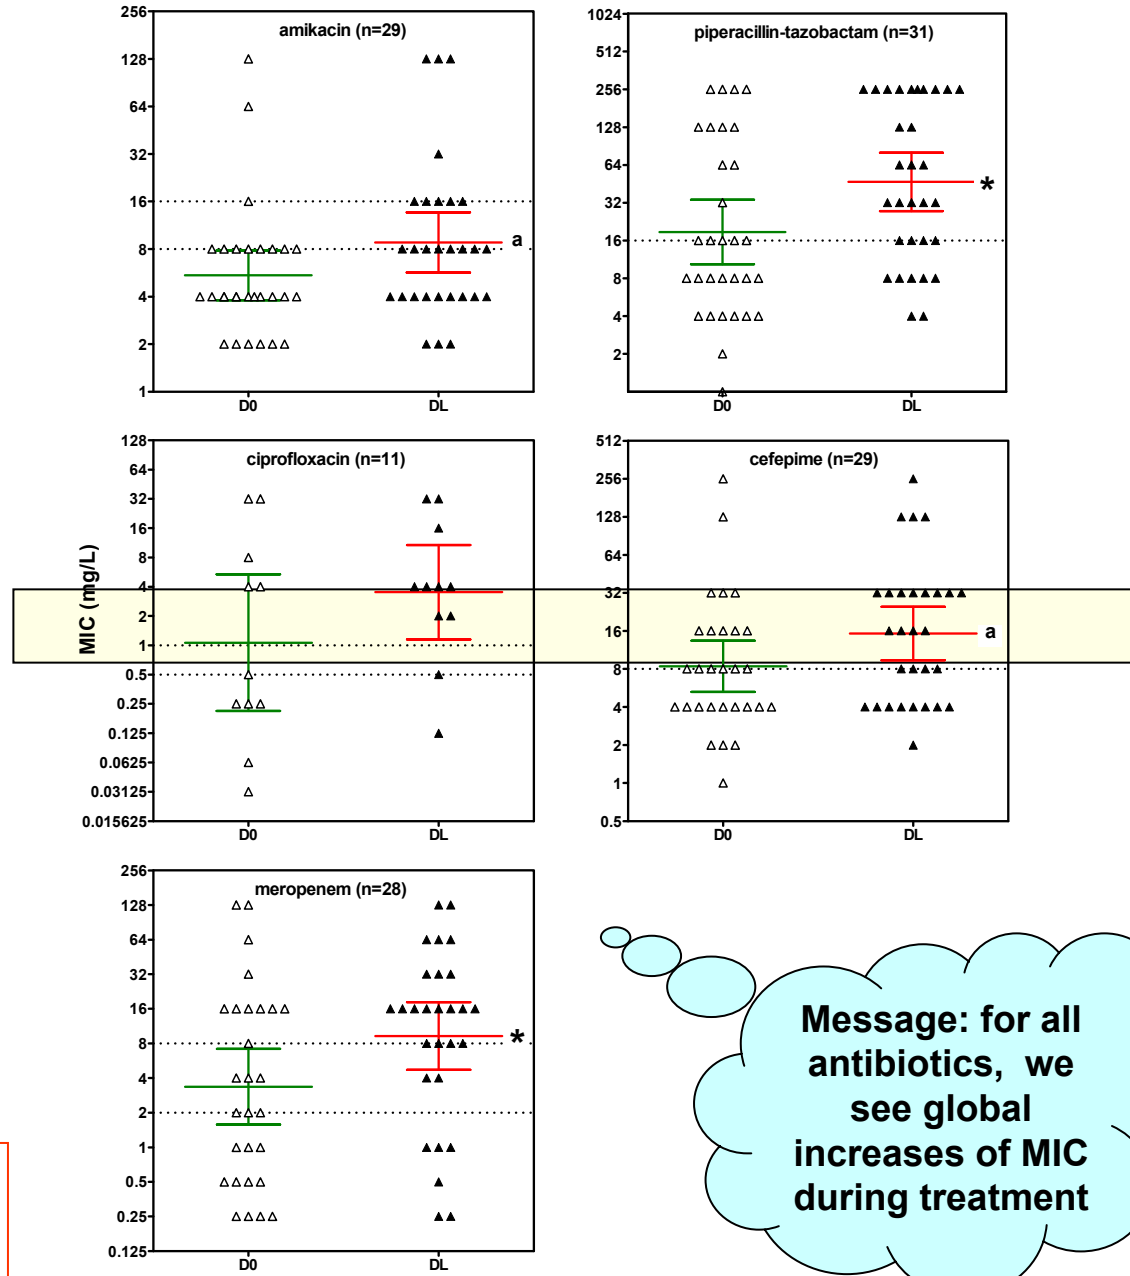 amikacin (n=29)
256
128
64
32
16
8
4
2
1
a
D0
DL
piperacillin-tazobactam (n=31)
1024
512
256
128
64
32
16
8
4
2
*
D0
DL
MIC (mg/L)
ciprofloxacin (n=11)
128
64
32
16
8
4
2
1
0.5
0.25
0.125
0.0625
0.03125
0.015625
D0
DL
cefepime (n=29)
512
256
128
64
32
16
8
4
2
1
0.5
a
D0
DL
meropenem (n=28)
256
128
64
32
16
8
4
2
1
0.5
0.25
0.125
*
D0
DL
Message: for all
antibiotics, we
see global
increases of MIC
during treatment